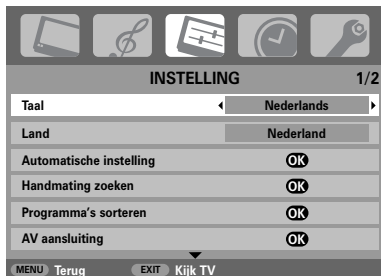 INSTELLING 1/2
Taal Nederlands
Land Nederland
Automatische instelling OK
Handmating zoeken OK
Programma's sorteren OK
AV aansluiting OK
MENU Terug EXIT Kijk TV